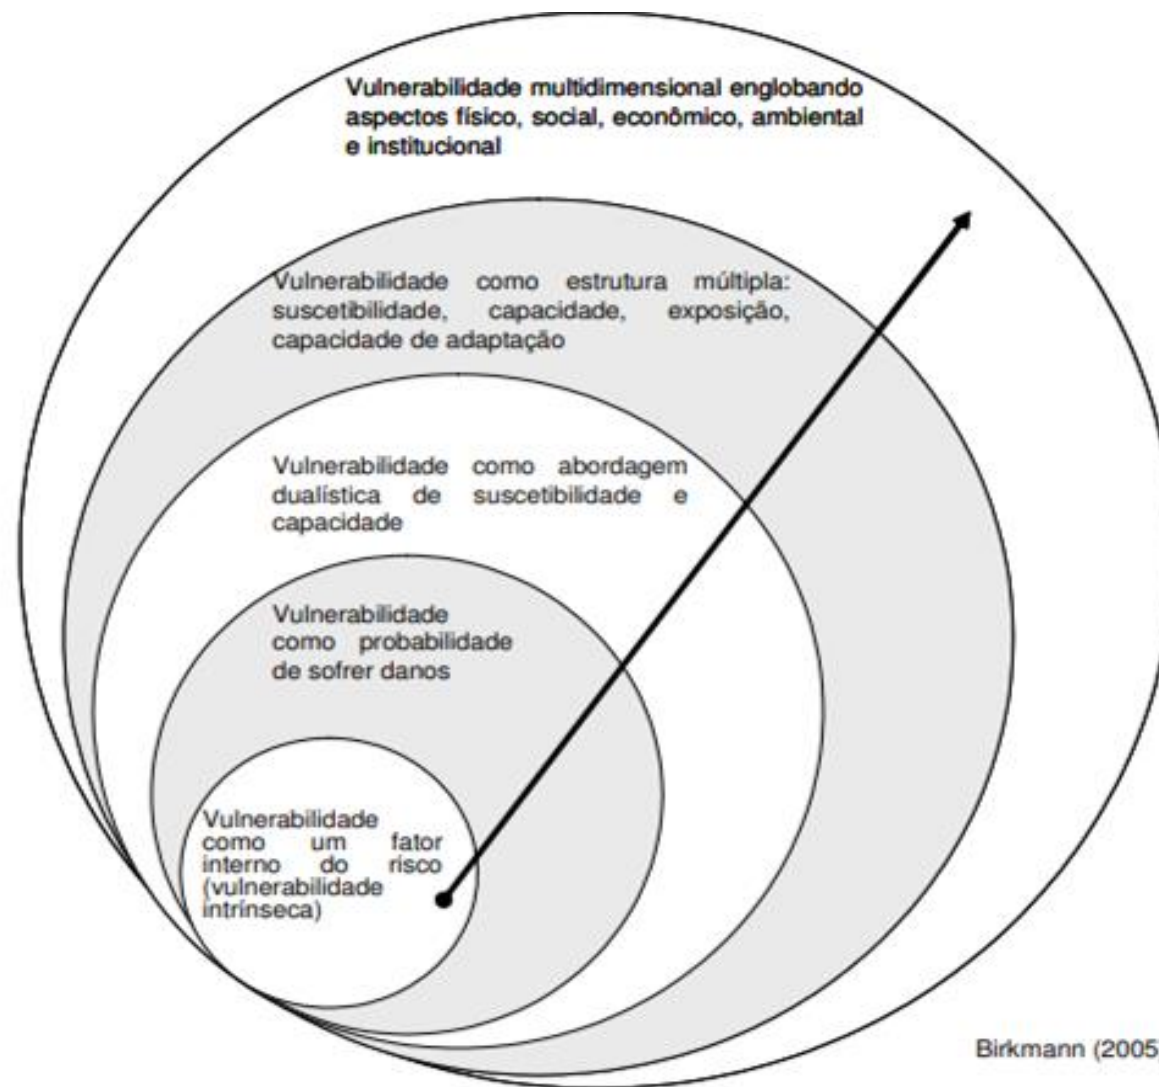 Vulnerabilidade multidimensional englobando
aspectos físico, social, econômico, ambiental
e institucional
Vulnerabilidade como estrutura múltipla:
suscetibilidade, capacidade, exposição,
capacidade de adaptação
Vulnerabilidade como abordagem
dualística de suscetibilidade e
capacidade
Vulnerabilidade
como probabilidade
de sofrer danos
Vulnerabilidade
como um fator
interno do risco
(vulnerabilidade
intrínseca)
Birkmann (2005